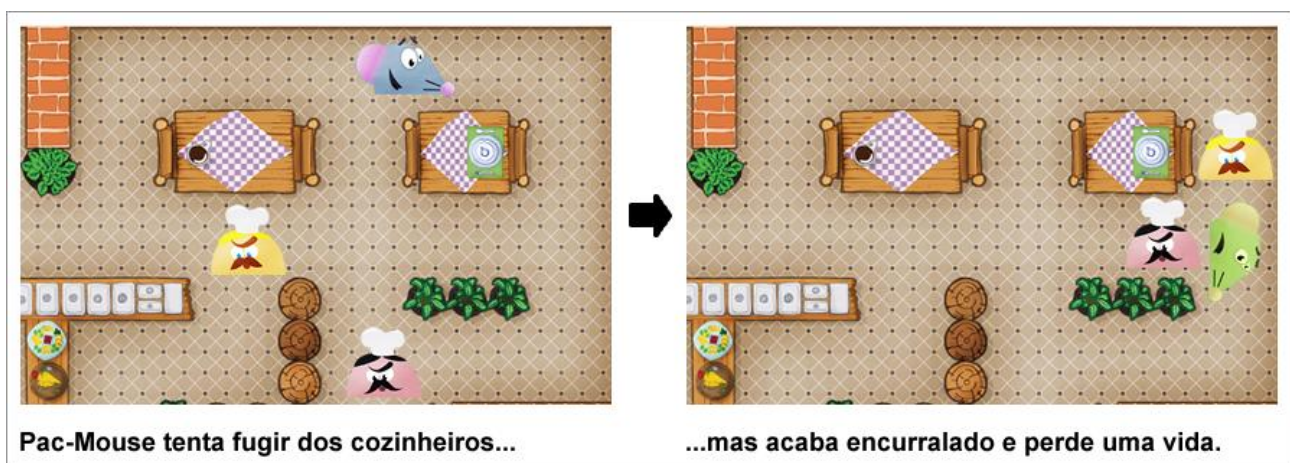 Pac-Mouse tenta fugir dos cozinheiros...
...mas acaba encurralado e perde uma vida.